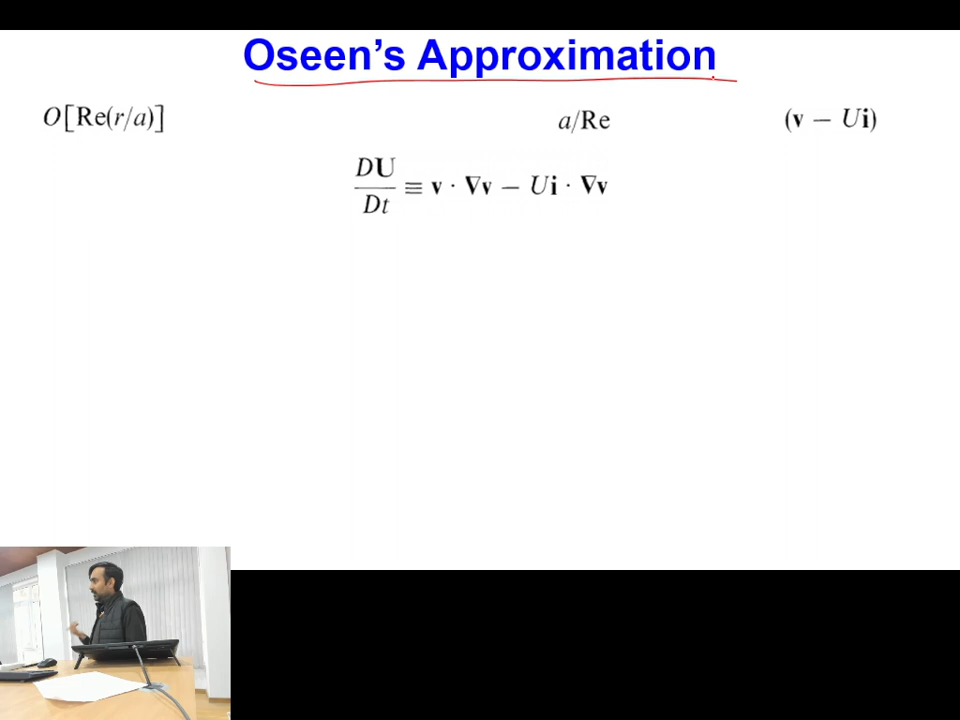 Oseen's Approximation
O[Re(r/a)] a/Re (v − Ui)
DU/Dt ≡ v · ∇v − Ui · ∇v